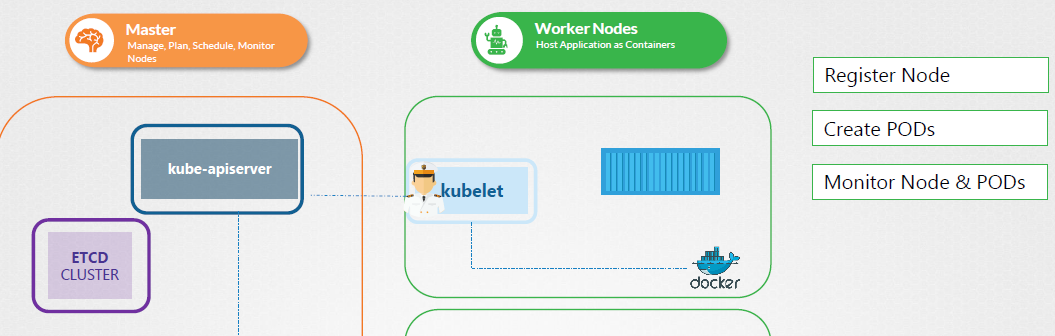 Master
Manage, Plan, Schedule, Monitor
Nodes
Worker Nodes
Host Application as Containers
kube-apiserver
ETCD
CLUSTER
kubelet
docker
Register Node
Create PODs
Monitor Node & PODs